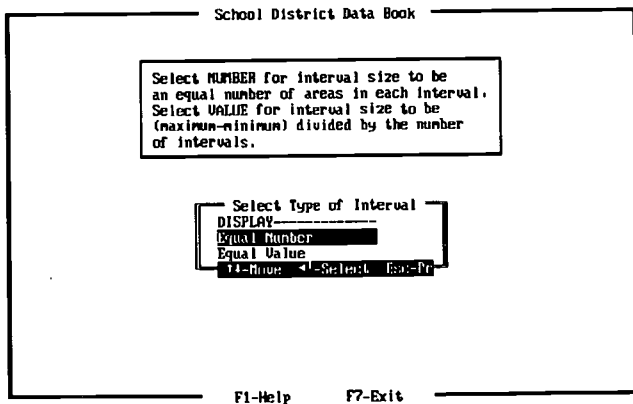 School District Data Book
Select NUMBER for interval size to be
an equal number of areas in each interval.
Select VALUE for interval size to be
(maximum-minimum) divided by the number
of intervals.
Select Type of Interval
DISPLAY-------------
Equal Number
Equal Value
↑↓-Move ◄┘-Select Esc-Pr
F1-Help F7-Exit